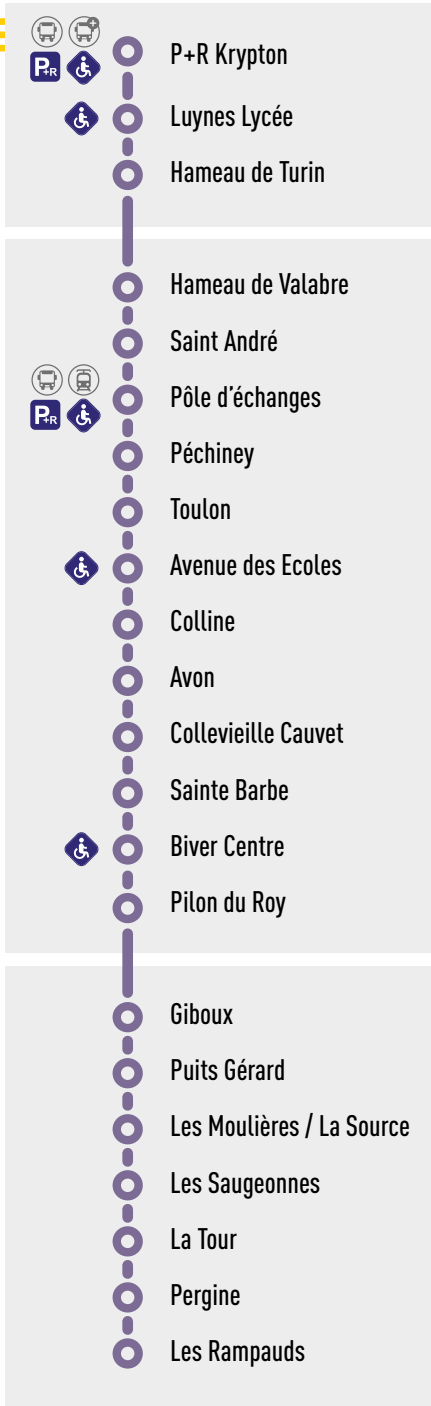 P+R Krypton
P+R
Luynes Lycée
Hameau de Turin
Hameau de Valabre
Saint André
Pôle d'échanges
P+R
Péchiney
Toulon
Avenue des Ecoles
Colline
Avon
Collevieille Cauvet
Sainte Barbe
Biver Centre
Pilon du Roy
Giboux
Puits Gérard
Les Moulières / La Source
Les Saugeonnes
La Tour
Pergine
Les Rampauds